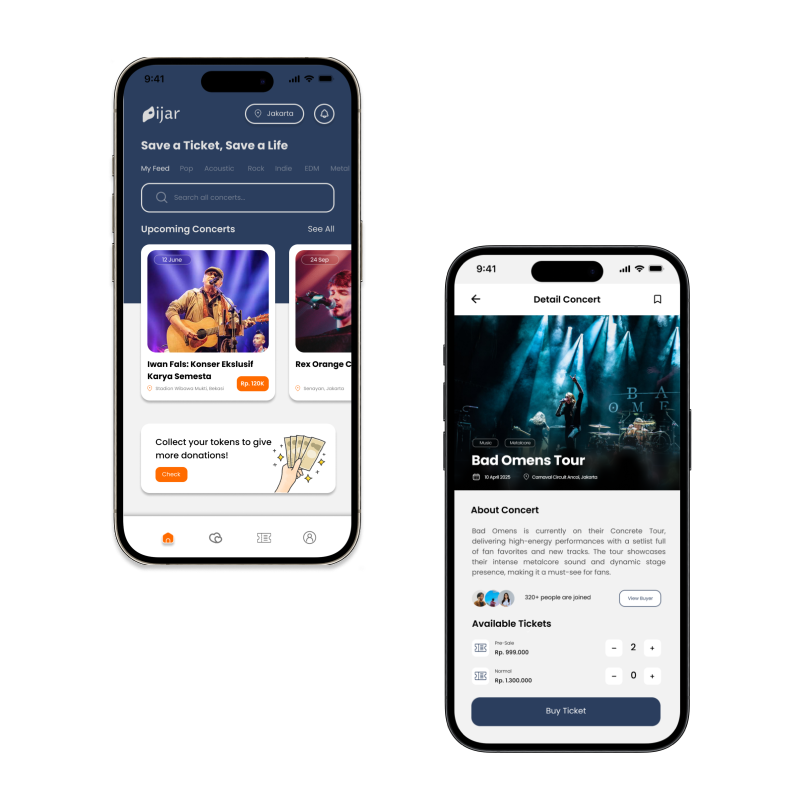 9:41
Pijar
Jakarta
Save a Ticket, Save a Life
My Feed Pop Acoustic Rock Indie EDM Metal
Search all concerts..
Upcoming Concerts See All
12 June
24 Sep
Iwan Fals: Konser Ekslusif
Karya Semesta
Stadion Wibawa Mukti, Bekasi
Rp. 120K
Rex Orange C
Senayan, Jakarta
Collect your tokens to give
more donations!
Check
9:41
Detail Concert
BA
OME
Music Metalcore
Bad Omens Tour
10 April 2025 Carnaval Circuit Ancol, Jakarta
About Concert
Bad Omens is currently on their Concrete Tour,
delivering high-energy performances with a setlist full
of fan favorites and new tracks. The tour showcases
their intense metalcore sound and dynamic stage
presence, making it a must-see for fans.
320+ people are joined View Buyer
Available Tickets
Pre-Sale
Rp. 999.000
- 2 +
Normal
Rp. 1.300.000
- 0 +
Buy Ticket